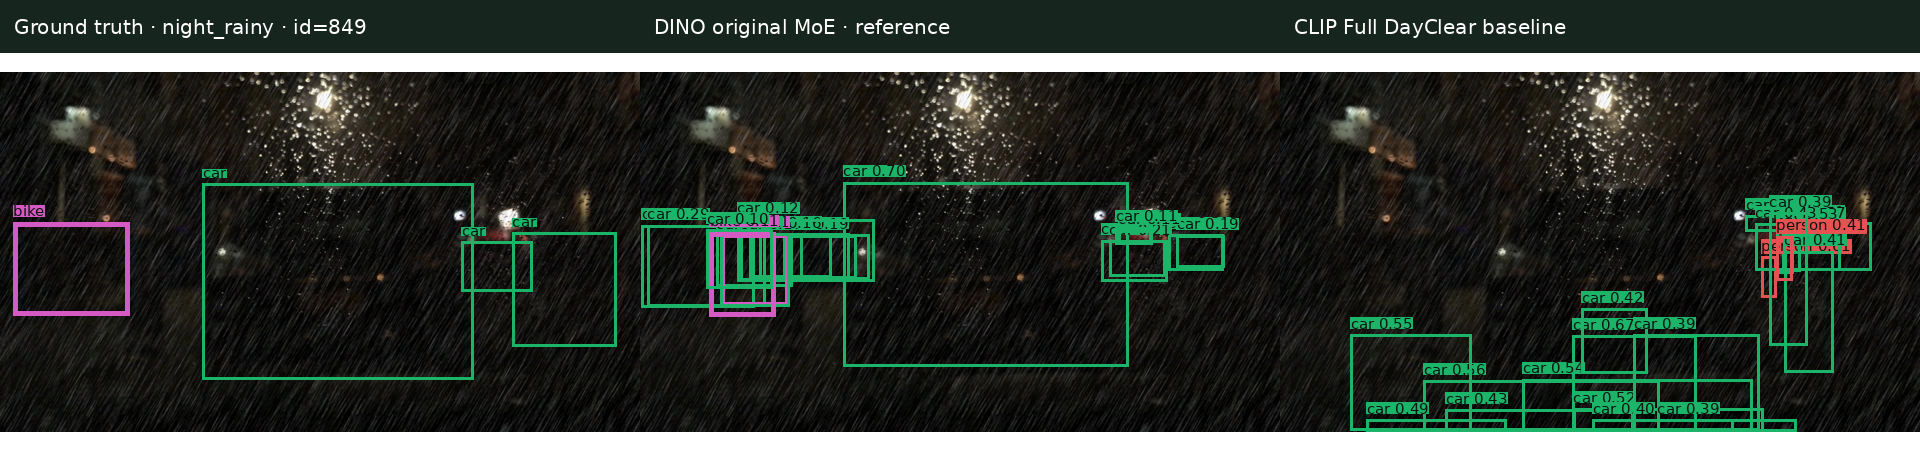 Ground truth · night_rainy · id=849
DINO original MoE · reference
CLIP Full DayClear baseline
bike
car
car
car
car 0.29
car 0.12
car 0.10
car 0.70
car 0.11
car 0.19
car 0.39
person 0.41
car 0.41
car 0.42
car 0.55
car 0.67
car 0.39
car 0.56
car 0.54
car 0.43
car 0.52
car 0.49
car 0.40
car 0.39